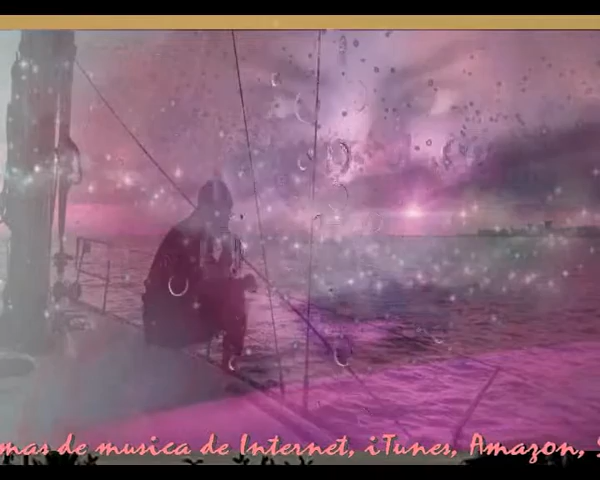 mas de musica de Internet, iTunes, Amazon,